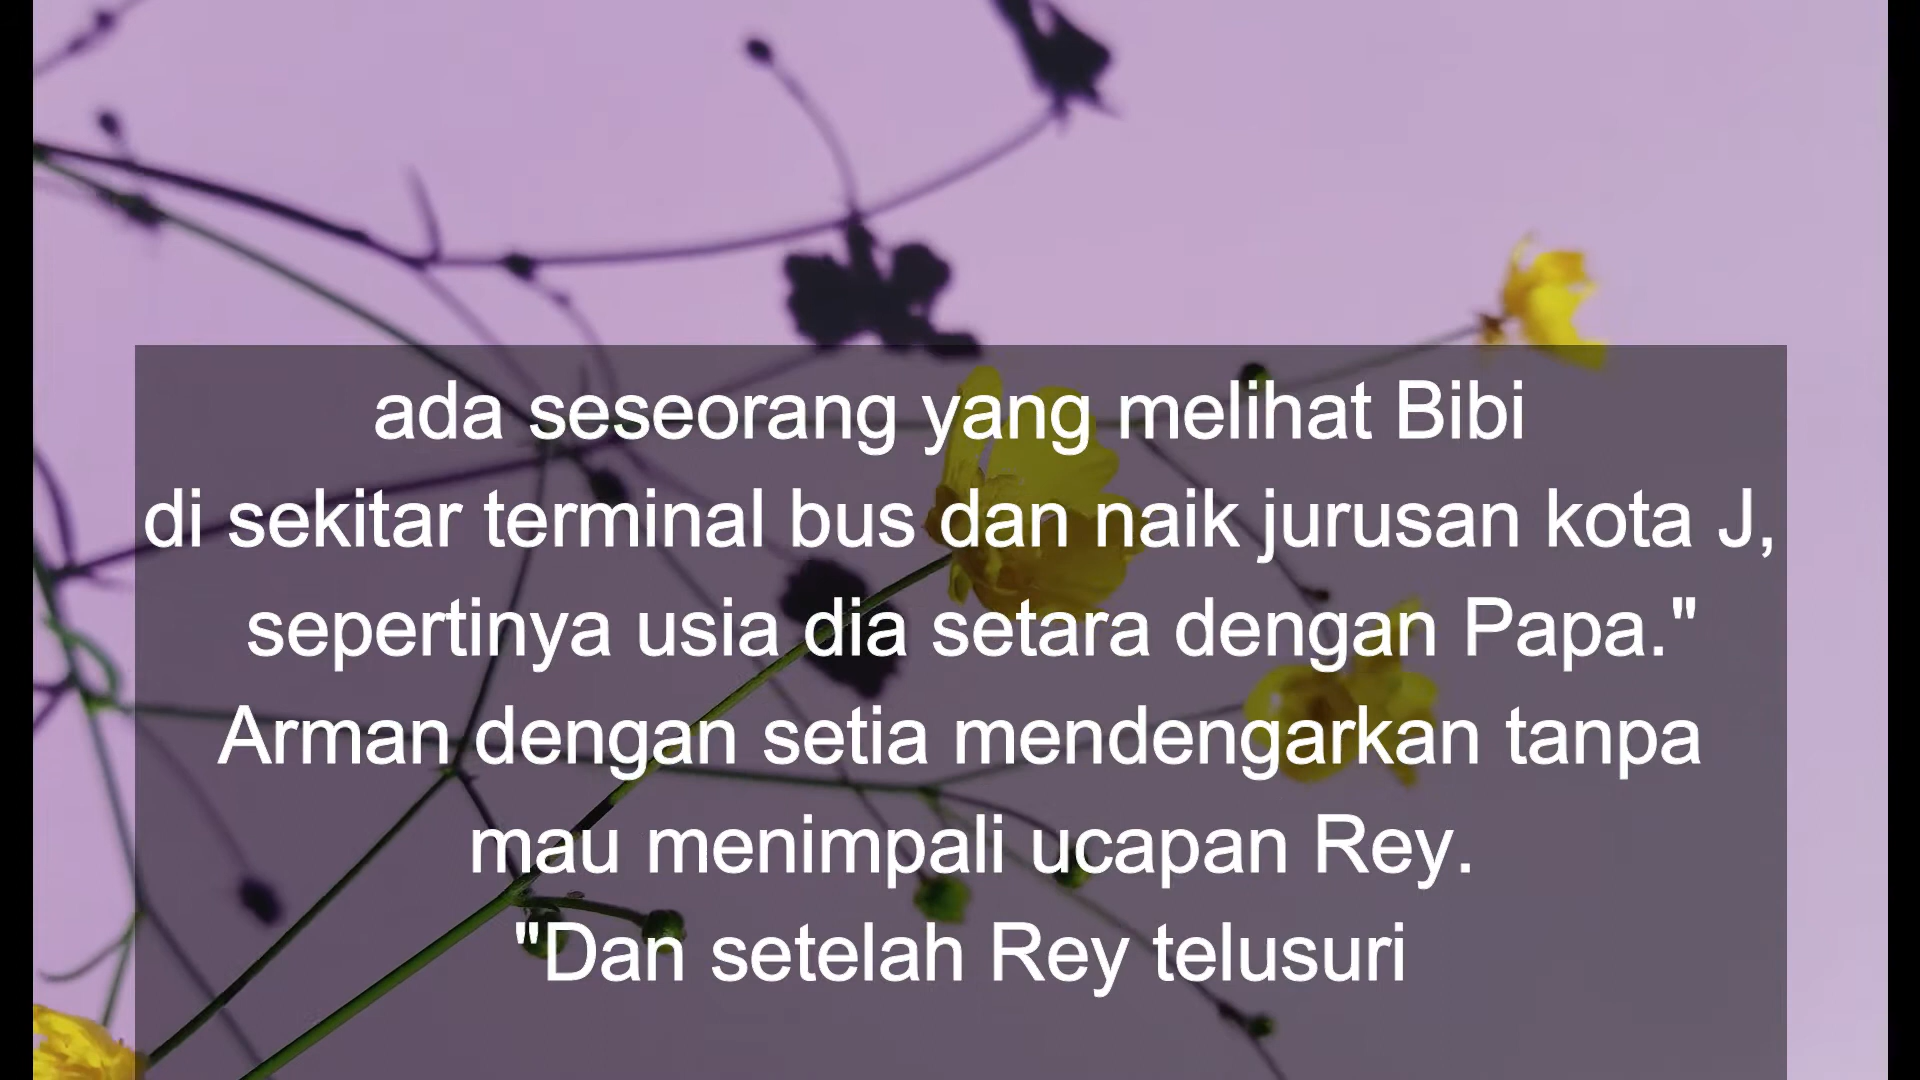 ada seseorang yang melihat Bibi
di sekitar terminal bus dan naik jurusan kota J,
sepertinya usia dia setara dengan Papa."
Arman dengan setia mendengarkan tanpa
mau menimpali ucapan Rey.
"Dan setelah Rey telusuri